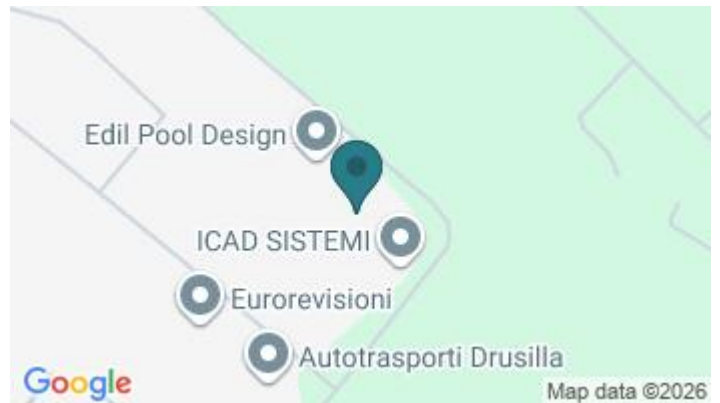 Edil Pool Design
ICAD SISTEMI
Eurorevisioni
Autotrasporti Drusilla
Google
Map data ©2026